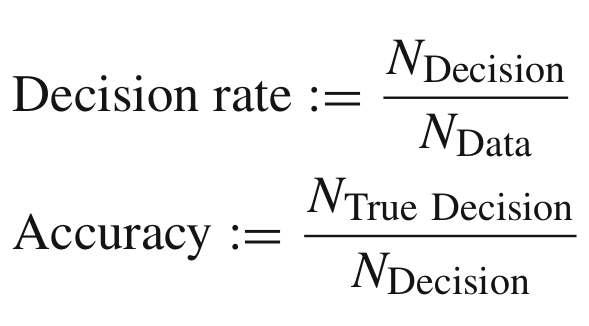 Decision rate := N_Decision / N_Data
Accuracy := N_True Decision / N_Decision